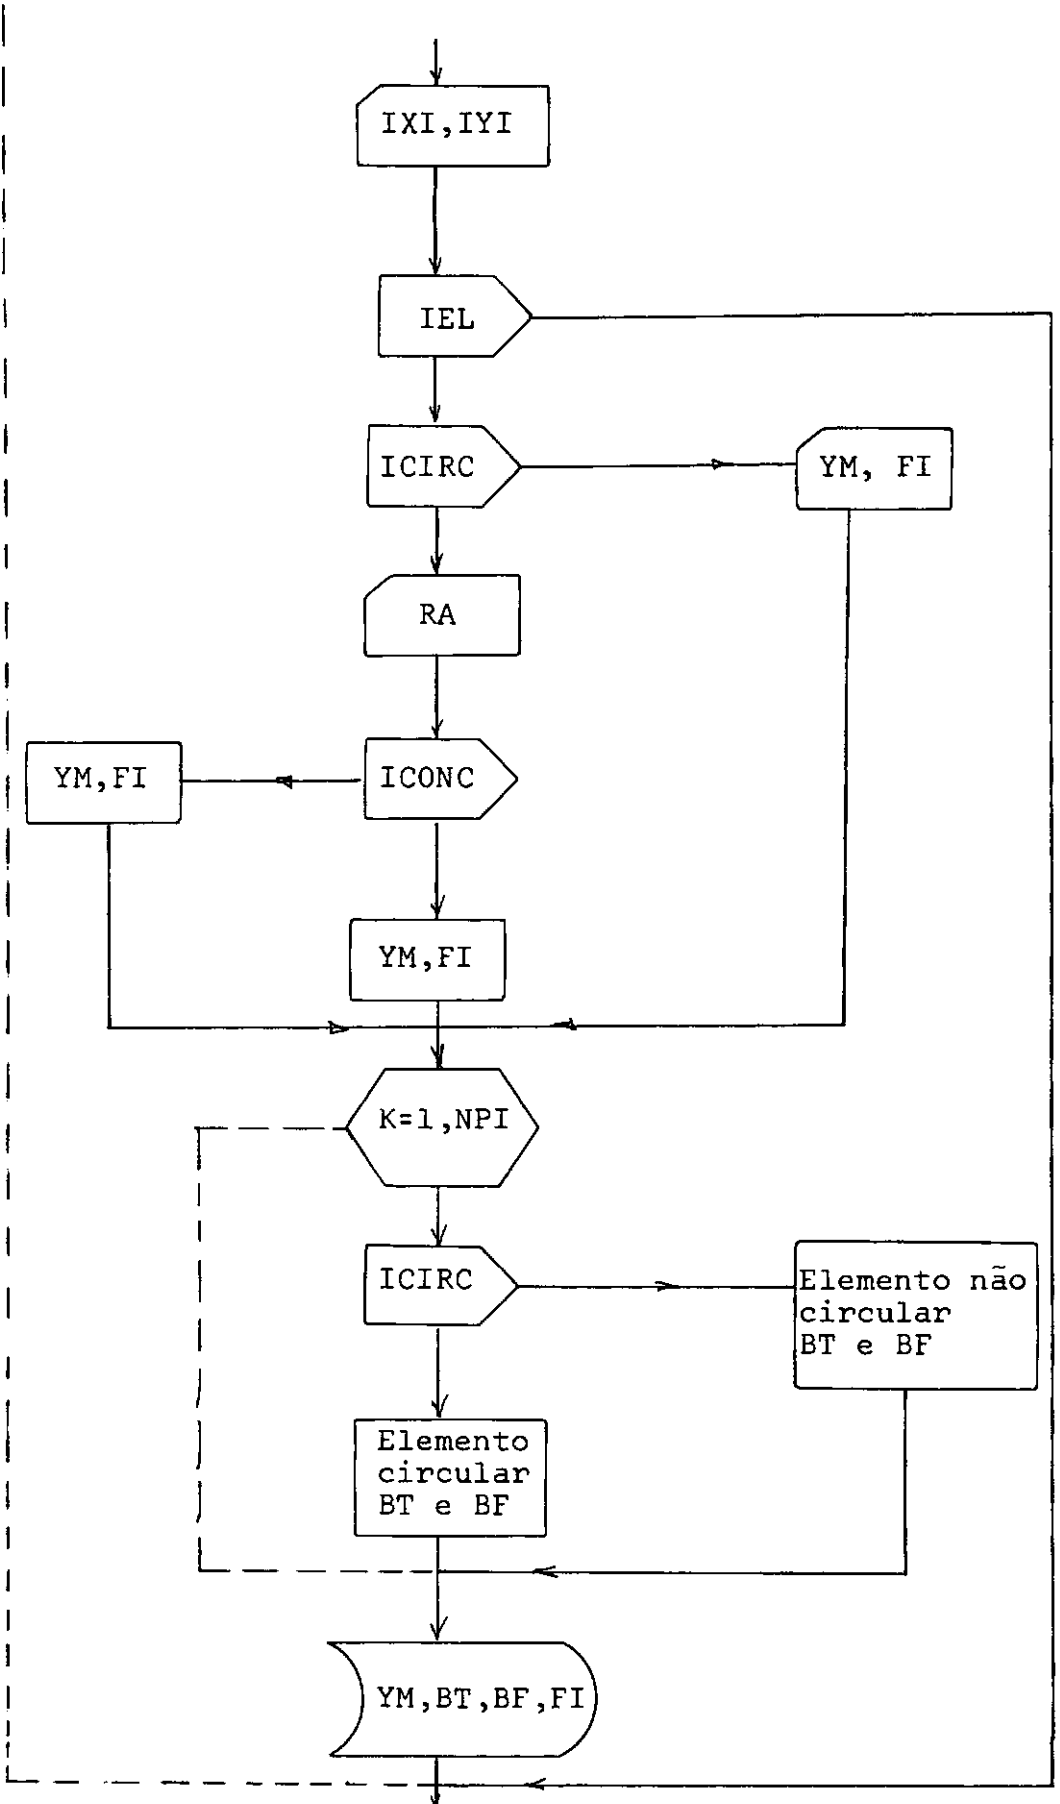 IXI,IYI
IEL
ICIRC
YM, FI
RA
YM,FI
ICONC
YM,FI
K=1,NPI
ICIRC
Elemento não
circular
BT e BF
Elemento
circular
BT e BF
YM,BT,BF,FI